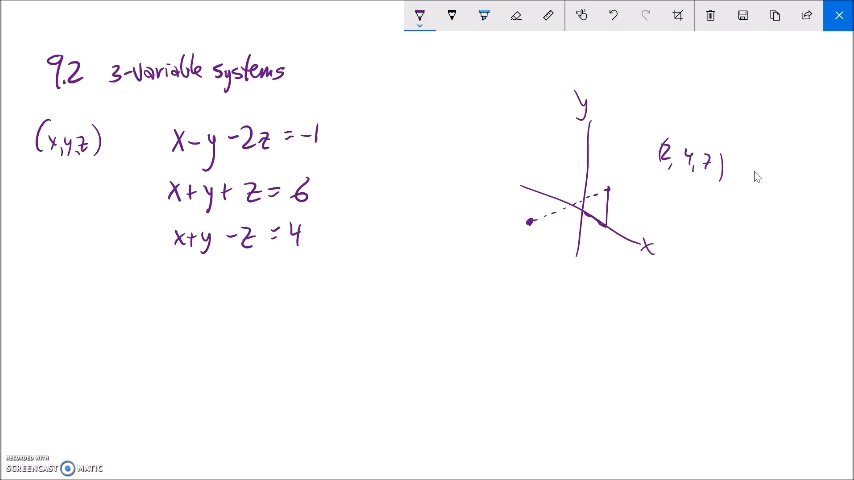 9.2 3-variable systems
(x,y,z)
x-y-2z=-1
x+y+z=6
x+y-z=4
y
(2,4,7)
x
RECORDED WITH
SCREENCAST MATIC